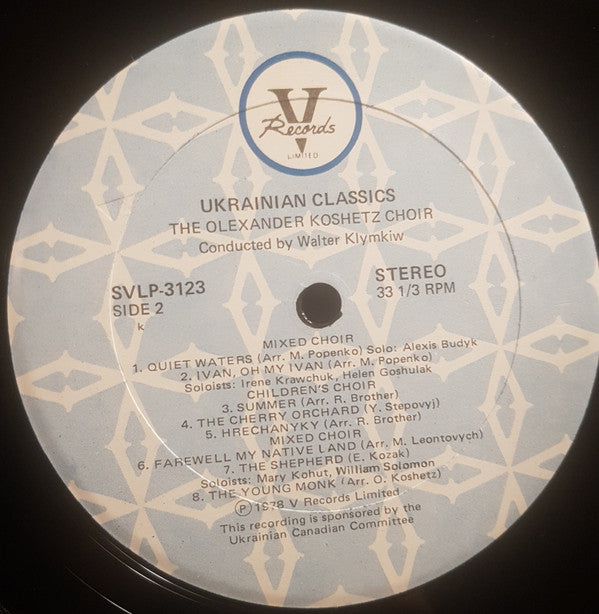 V
Records
LIMITED
UKRAINIAN CLASSICS
THE OLEXANDER KOSHETZ CHOIR
Conducted by Walter Klymkiw
SVLP-3123
SIDE 2
k
STEREO
33 1/3 RPM
MIXED CHOIR
1. QUIET WATERS (Arr. M. Popenko) Solo: Alexis Budyk
2. IVAN, OH MY IVAN (Arr. M. Popenko)
Soloists: Irene Krawchuk, Helen Goshulak
CHILDREN'S CHOIR
3. SUMMER (Arr. R. Brother)
4. THE CHERRY ORCHARD (Y. Stepovyj)
5. HRECHANYKY (Arr. R. Brother)
MIXED CHOIR
6. FAREWELL MY NATIVE LAND (Arr. M. Leontovych)
7. THE SHEPHERD (E. Kozak)
Soloists: Mary Kohut, William Solomon
8. THE YOUNG MONK (Arr. O. Koshetz)
Ⓟ 1978 V Records Limited
This recording is sponsored by the
Ukrainian Canadian Committee